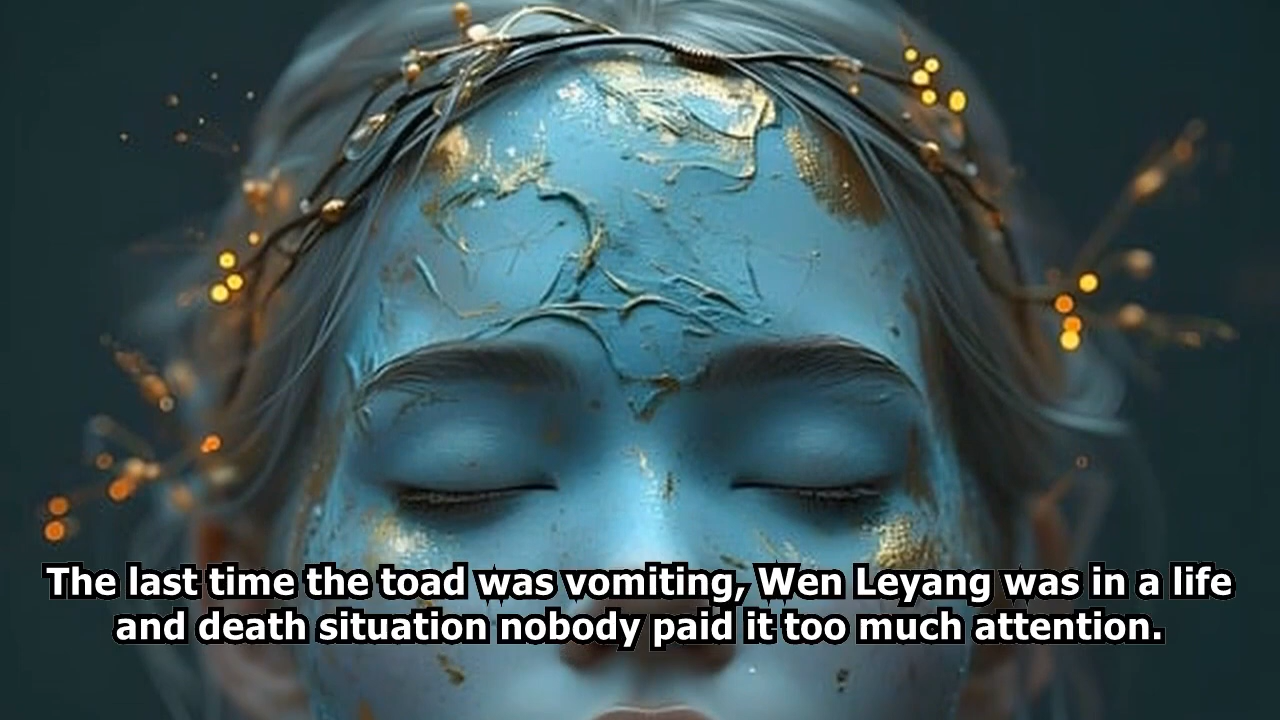 The last time the toad was vomiting, Wen Leyang was in a life
and death situation nobody paid it too much attention.